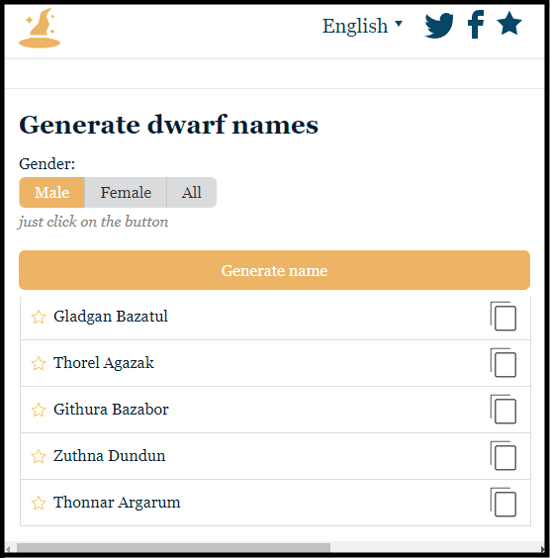 English
Generate dwarf names
Gender:
Male Female All
just click on the button
Generate name
Gladgan Bazatul
Thorel Agazak
Githura Bazabor
Zuthna Dundun
Thonnar Argarum